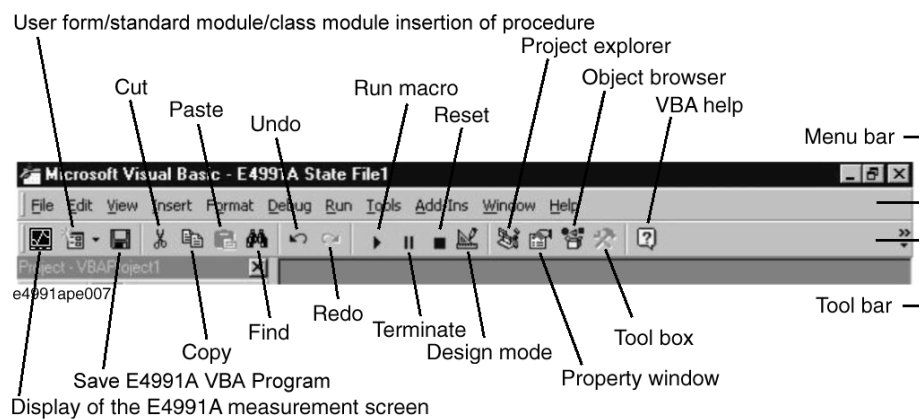 User form/standard module/class module insertion of procedure
Project explorer
Object browser
Cut
Run macro
VBA help
Paste
Reset
Undo
Menu bar
Microsoft Visual Basic - E4991A State File1
File Edit View Insert Format Debug Run Tools Add-Ins Window Help
Project - VBAProject1
e4991ape007
Tool bar
Redo
Find
Terminate
Tool box
Copy
Design mode
Save E4991A VBA Program
Property window
Display of the E4991A measurement screen